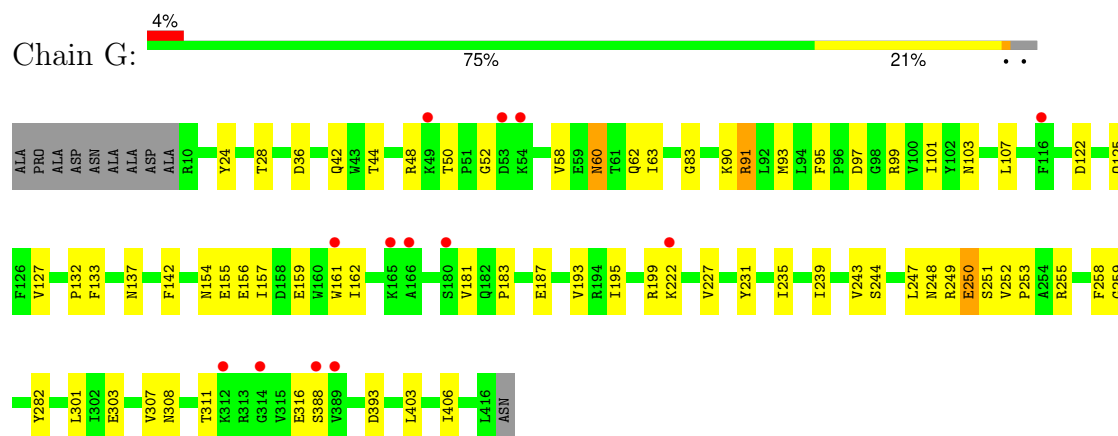 4%
Chain G:
75% 21% • •
ALA PRO ALA ASP ASN ALA ALA ASP ALA R10 Y24 T28 D36 Q42 W43 T44 R48 K49 T50 P51 G52 D53 K54 V58 E59 N60 T61 Q62 I63 G83 K90 R91 L92 M93 L94 F95 P96 D97 G98 R99 V100 I101 Y102 N103 L107 F116 D122 Q125
F126 V127 P132 F133 N137 F142 N154 E155 E156 I157 D158 E159 W160 W161 I162 K165 A166 S180 V181 Q182 P183 E187 V193 R194 I195 R199 K222 V227 Y231 I235 I239 V243 S244 L247 N248 R249 E250 S251 V252 P253 A254 R255 F258 G259
Y282 L301 I302 E303 V307 N308 T311 K312 R313 G314 V315 E316 S388 V389 D393 L403 I406 L416 ASN